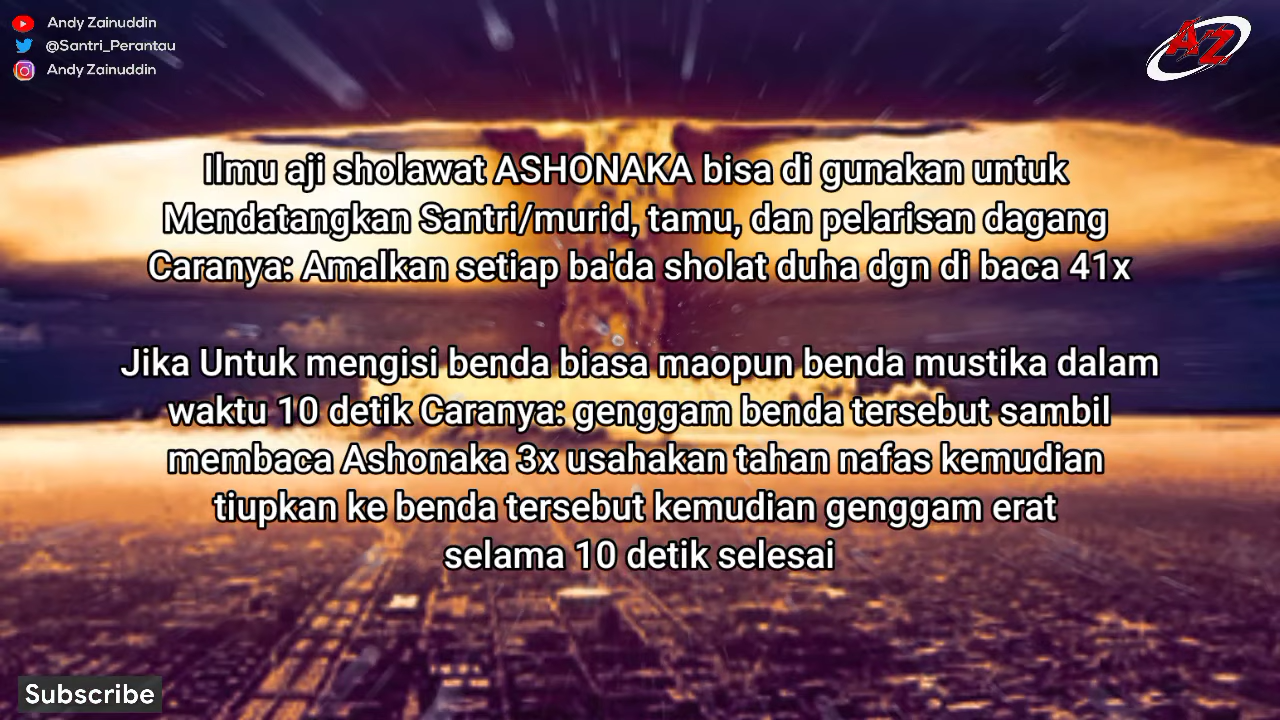 Andy Zainuddin
@Santri_Perantau
Andy Zainuddin
AZ
Ilmu aji sholawat ASHONAKA bisa di gunakan untuk
Mendatangkan Santri/murid, tamu, dan pelarisan dagang
Caranya: Amalkan setiap ba'da sholat duha dgn di baca 41x
Jika Untuk mengisi benda biasa maopun benda mustika dalam
waktu 10 detik Caranya: genggam benda tersebut sambil
membaca Ashonaka 3x usahakan tahan nafas kemudian
tiupkan ke benda tersebut kemudian genggam erat
selama 10 detik selesai
Subscribe